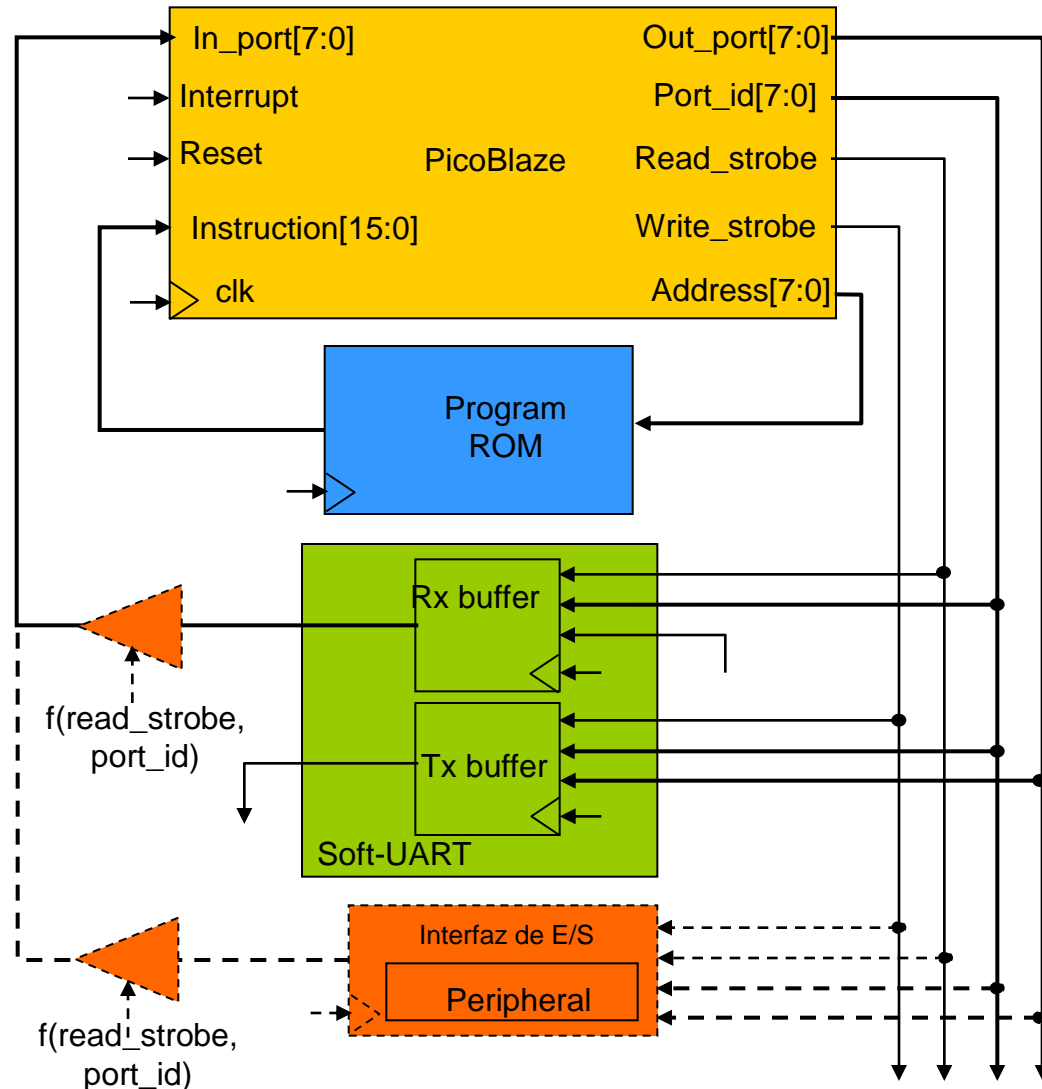 In_port[7:0]
Out_port[7:0]
Interrupt
Port_id[7:0]
Reset
PicoBlaze
Read_strobe
Instruction[15:0]
Write_strobe
clk
Address[7:0]
Program
ROM
Rx buffer
f(read_strobe,
port_id)
Tx buffer
Soft-UART
Interfaz de E/S
Peripheral
f(read_strobe,
port_id)